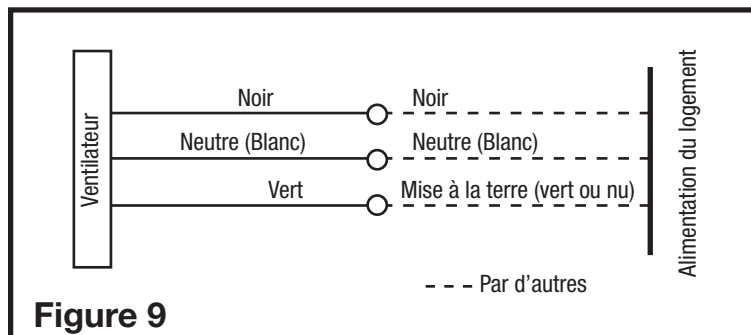 Ventilateur
Noir
Noir
Neutre (Blanc)
Neutre (Blanc)
Vert
Mise à la terre (vert ou nu)
Alimentation du logement
Par d'autres
Figure 9